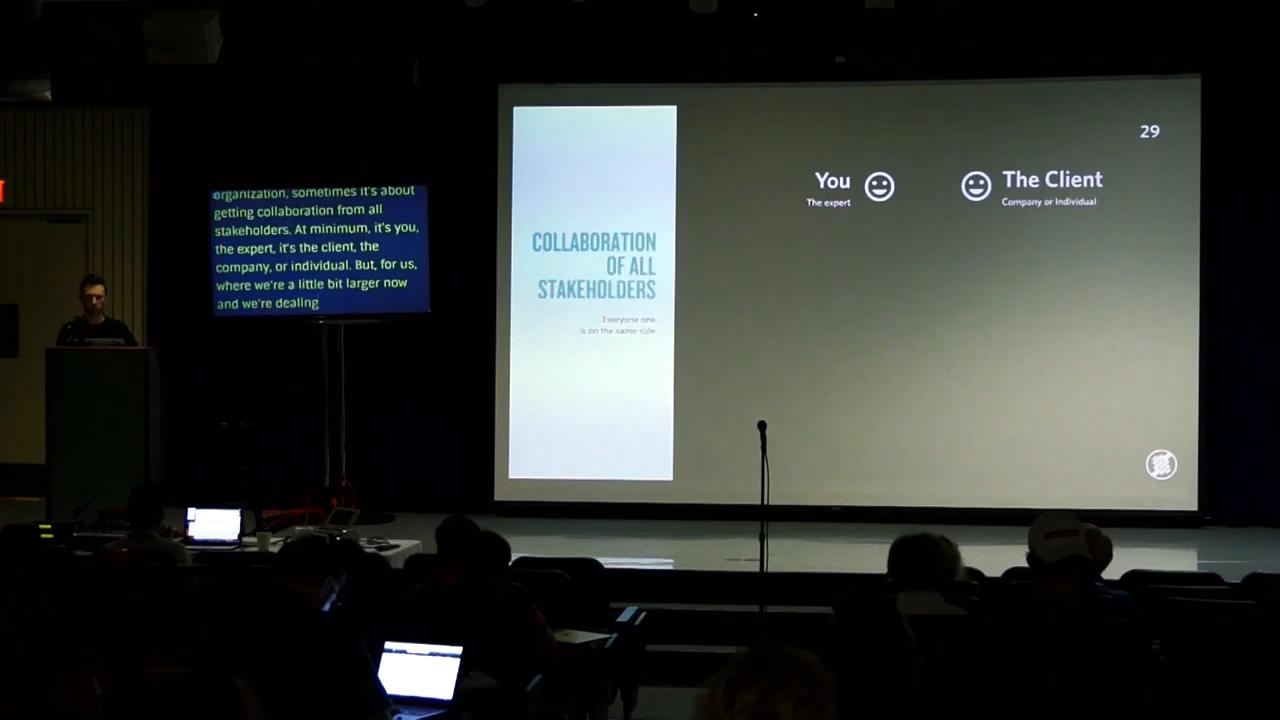 organization, sometimes it's about
getting collaboration from all
stakeholders. At minimum, it's you,
the expert, it's the client, the
company, or individual. But, for us,
where we're a little bit larger now
and we're dealing
COLLABORATION
OF ALL
STAKEHOLDERS
Everyone one
is on the same side
29
You
The expert
The Client
Company or Individual